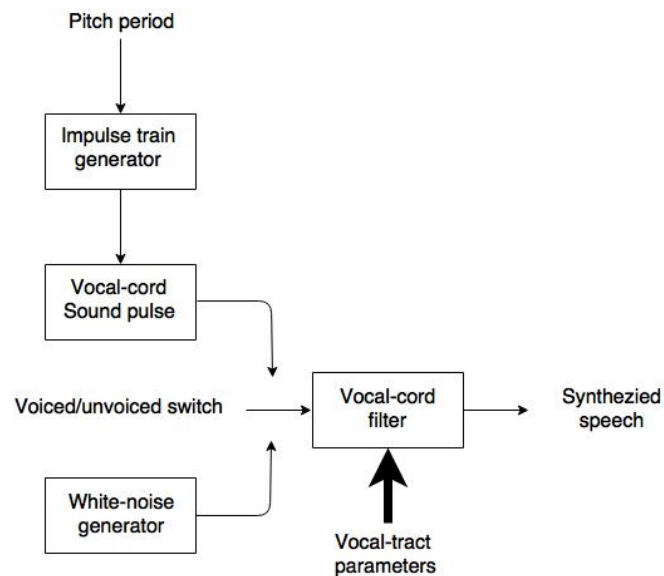 Pitch period
Impulse train
generator
Vocal-cord
Sound pulse
Voiced/unvoiced switch
Vocal-cord
filter
Synthezied
speech
White-noise
generator
Vocal-tract
parameters